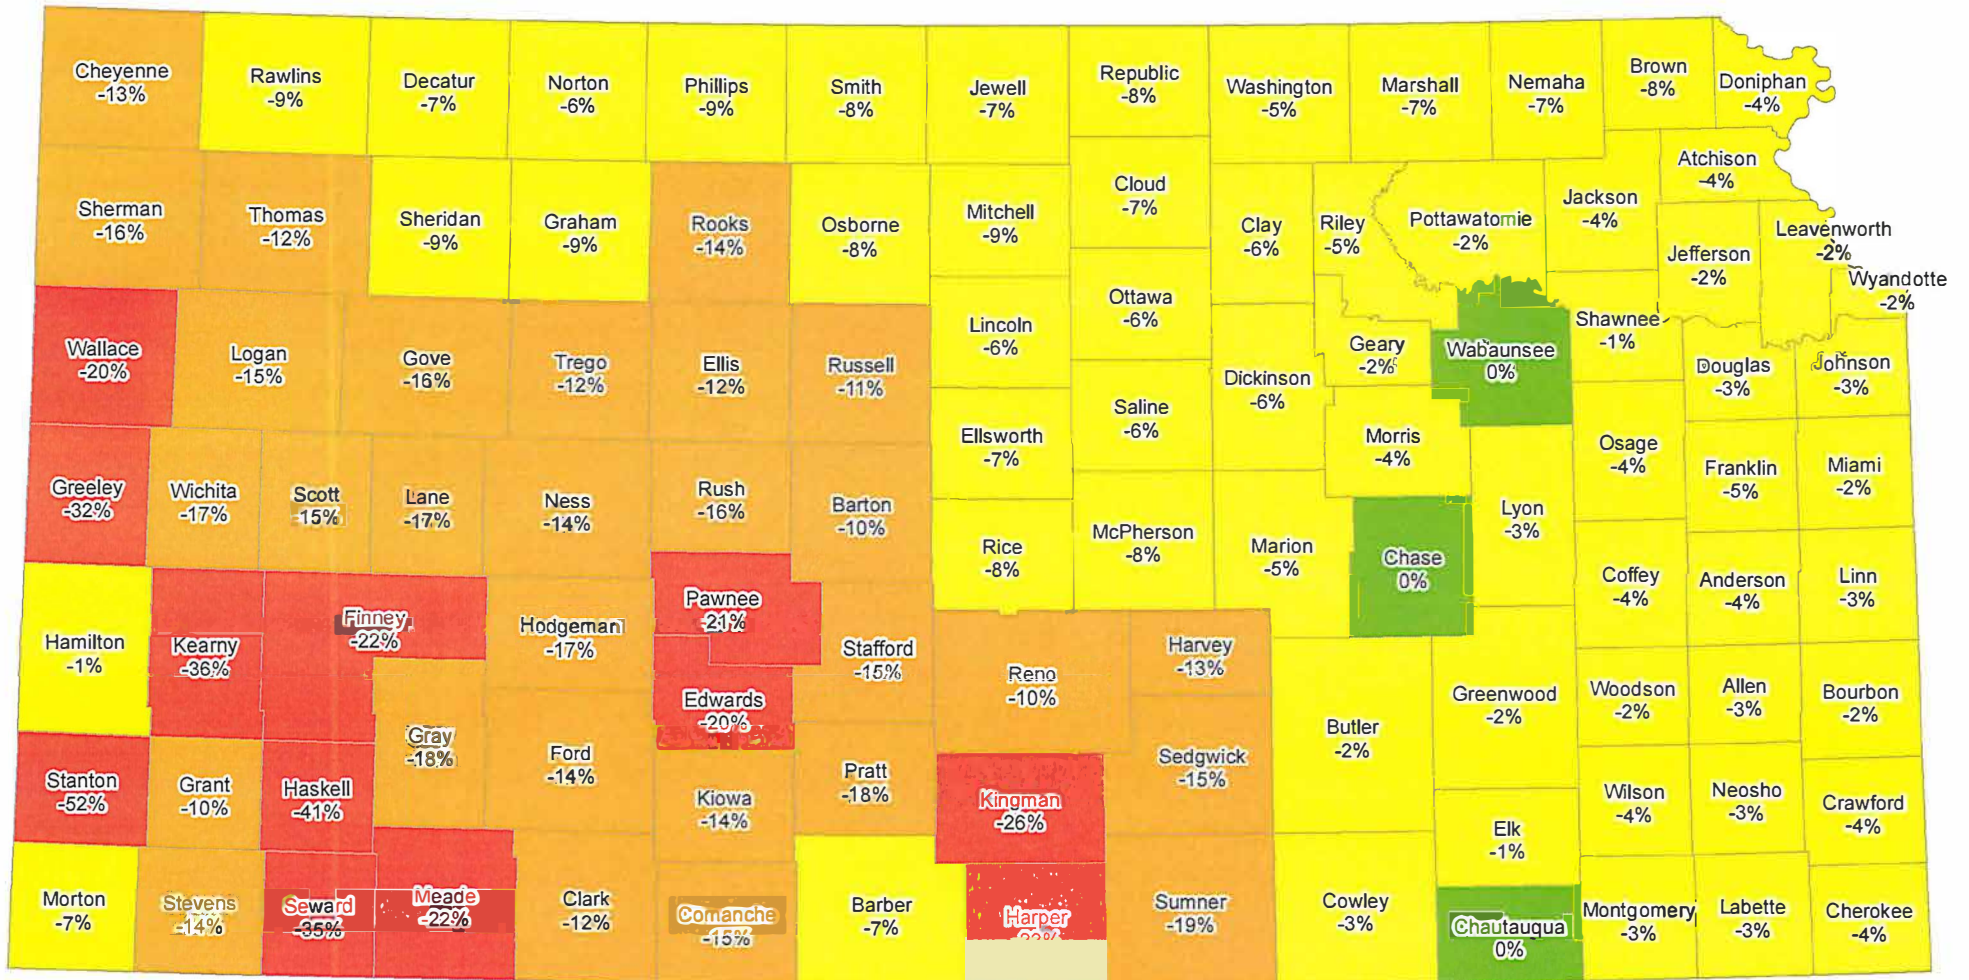 Cheyenne
-13%
Rawlins
-9%
Decatur
-7%
Norton
-6%
Phillips
-9%
Smith
-8%
Jewell
-7%
Republic
-8%
Washington
-5%
Marshall
-7%
Nemaha
-7%
Brown
-8%
Doniphan
-4%
Sherman
-16%
Thomas
-12%
Sheridan
-9%
Graham
-9%
Rooks
-14%
Osborne
-8%
Mitchell
-9%
Cloud
-7%
Clay
-6%
Riley
-5%
Pottawatomie
-2%
Jackson
-4%
Atchison
-4%
Jefferson
-2%
Leavenworth
-2%
Wyandotte
-2%
Wallace
-20%
Logan
-15%
Gove
-16%
Trego
-12%
Ellis
-12%
Russell
-11%
Lincoln
-6%
Ottawa
-6%
Dickinson
-6%
Geary
-2%
Wabaunsee
0%
Shawnee
-1%
Douglas
-3%
Johnson
-3%
Greeley
-32%
Wichita
-17%
Scott
-15%
Lane
-17%
Ness
-14%
Rush
-16%
Barton
-10%
Ellsworth
-7%
Saline
-6%
Morris
-4%
Osage
-4%
Franklin
-5%
Miami
-2%
Rice
-8%
McPherson
-8%
Marion
-5%
Chase
0%
Lyon
-3%
Coffey
-4%
Anderson
-4%
Linn
-3%
Hamilton
-1%
Kearny
-36%
Finney
-22%
Hodgeman
-17%
Pawnee
-21%
Stafford
-15%
Edwards
-20%
Reno
-10%
Harvey
-13%
Butler
-2%
Greenwood
-2%
Woodson
-2%
Allen
-3%
Bourbon
-2%
Stanton
-52%
Grant
-10%
Haskell
-41%
Gray
-18%
Ford
-14%
Kiowa
-14%
Pratt
-18%
Kingman
-26%
Sedgwick
-15%
Elk
-1%
Wilson
-4%
Neosho
-3%
Crawford
-4%
Morton
-7%
Stevens
-14%
Seward
-35%
Meade
-22%
Clark
-12%
Comanche
-15%
Barber
-7%
Harper
Sumner
-19%
Cowley
-3%
Chautauqua
0%
Montgomery
-3%
Labette
-3%
Cherokee
-4%